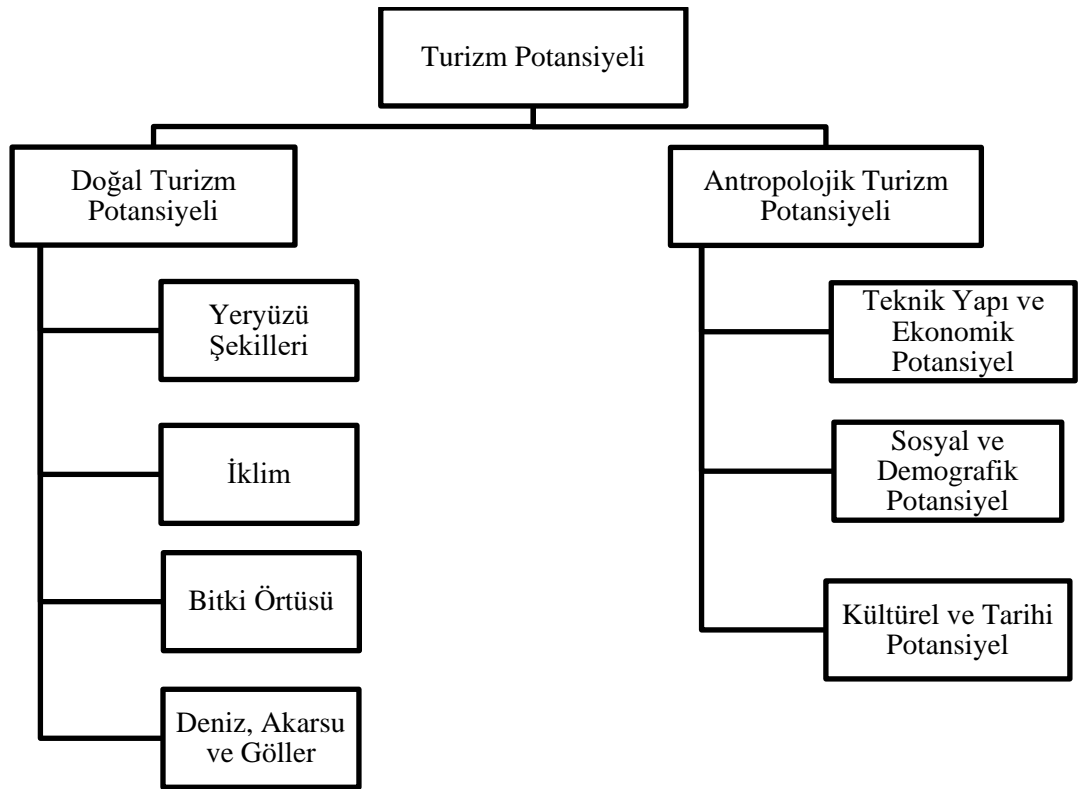 Turizm Potansiyeli
Doğal Turizm
Potansiyeli
Yeryüzü
Şekilleri
İklim
Bitki Örtüsü
Deniz, Akarsu
ve Göller
Antropolojik Turizm
Potansiyeli
Teknik Yapı ve
Ekonomik
Potansiyel
Sosyal ve
Demografik
Potansiyel
Kültürel ve Tarihi
Potansiyel